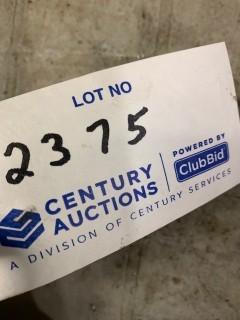 LOT NO
2375
CENTURY
AUCTIONS
A DIVISION OF CENTURY SERVICES
POWERED BY
ClubBid